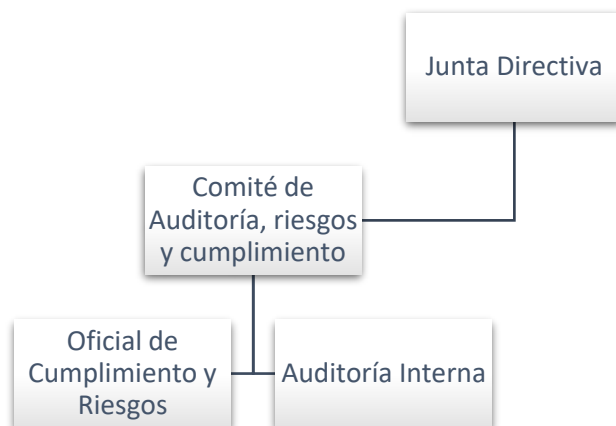 Junta Directiva
Comité de
Auditoría, riesgos
y cumplimiento
Oficial de
Cumplimiento y
Riesgos
Auditoría Interna